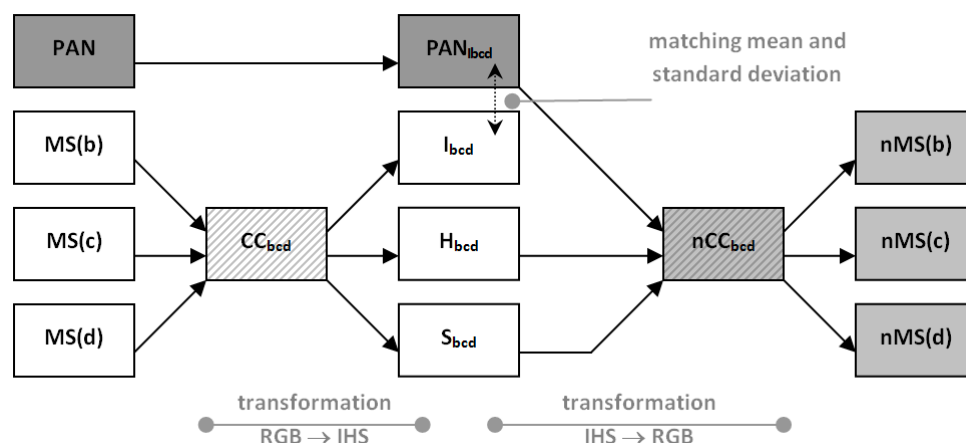 PAN
PAN_Ibcd
matching mean and
standard deviation
MS(b)
I_bcd
nMS(b)
MS(c)
CC_bcd
H_bcd
nCC_bcd
nMS(c)
MS(d)
S_bcd
nMS(d)
transformation
RGB → IHS
transformation
IHS → RGB